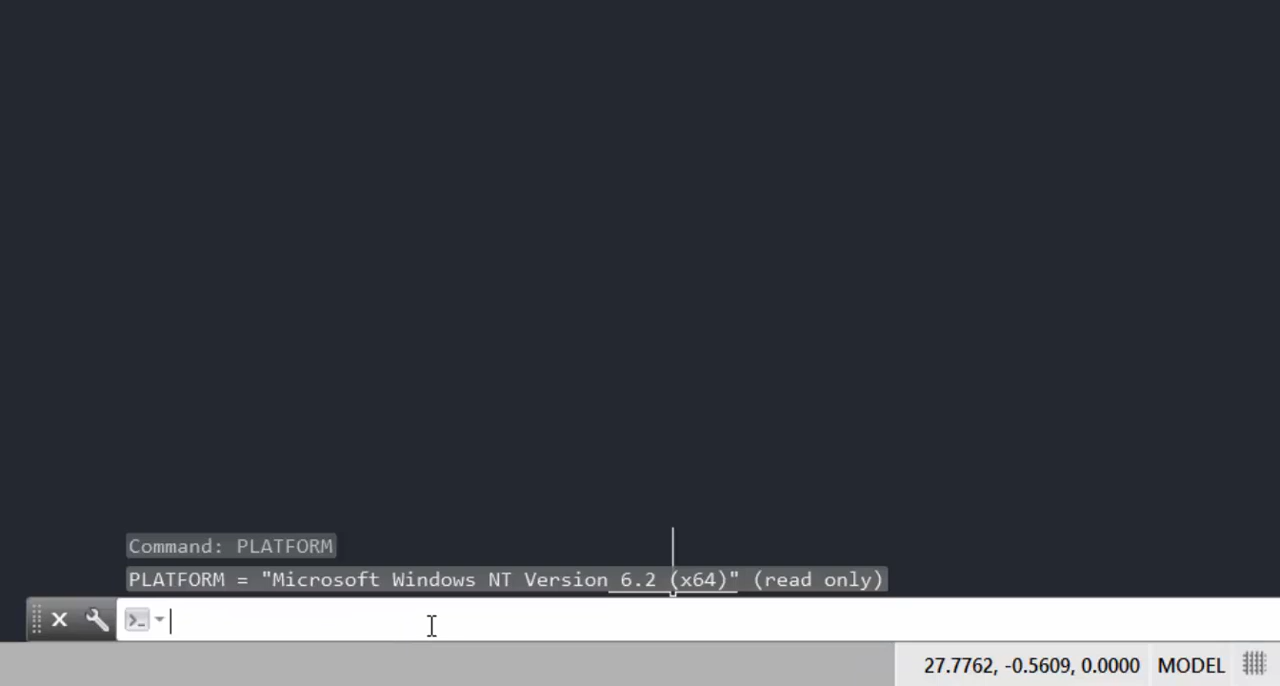 Command: PLATFORM
PLATFORM = "Microsoft Windows NT Version 6.2 (x64)" (read only)
27.7762, -0.5609, 0.0000 MODEL